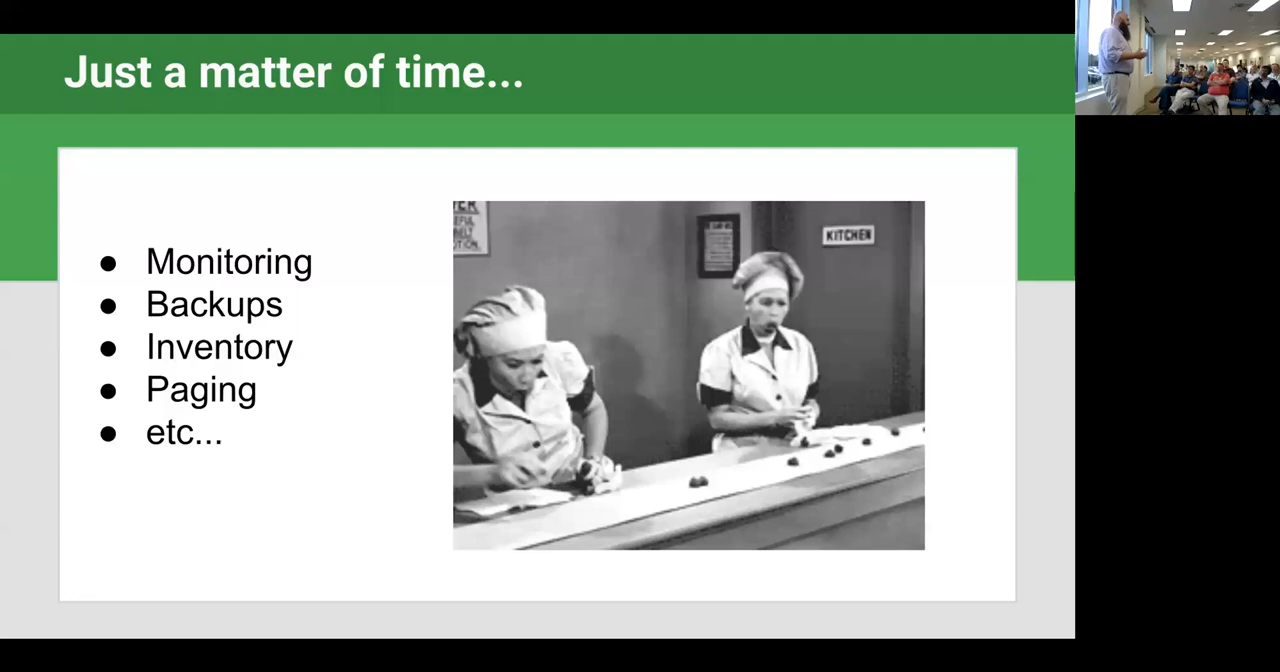 Just a matter of time...
● Monitoring
● Backups
● Inventory
● Paging
● etc...
KITCHEN